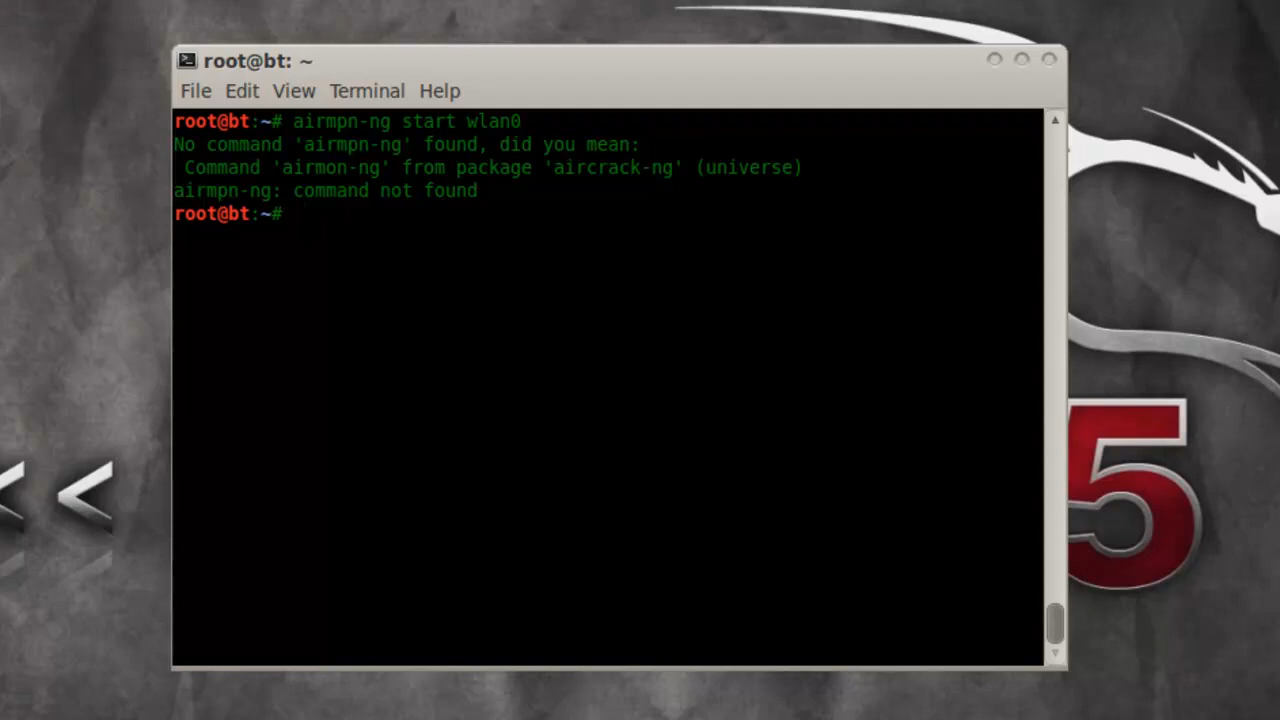 root@bt: ~
File Edit View Terminal Help
root@bt:~# airmpn-ng start wlan0
No command 'airmpn-ng' found, did you mean:
 Command 'airmon-ng' from package 'aircrack-ng' (universe)
airmpn-ng: command not found
root@bt:~#
<<
5